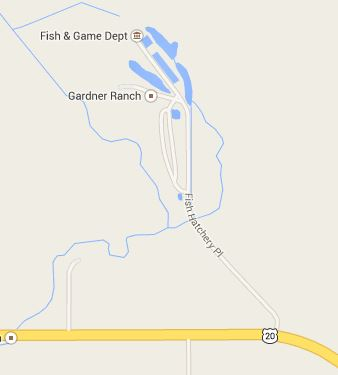 Fish & Game Dept
Gardner Ranch
Fish Hatchery Pl
20